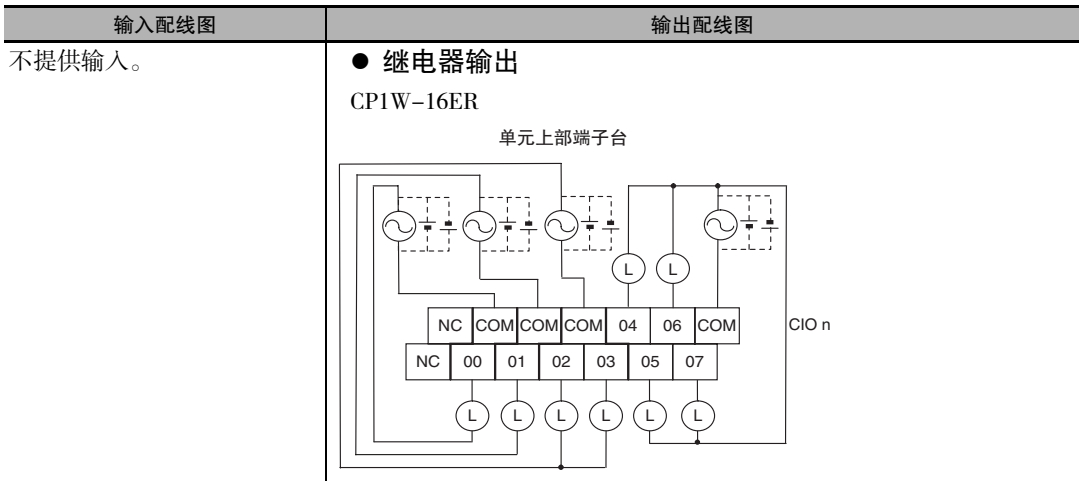 输入配线图 输出配线图
不提供输入。
● 继电器输出
CP1W-16ER
单元上部端子台
L L
NC COM COM COM 04 06 COM CIO n
NC 00 01 02 03 05 07
L L L L L L